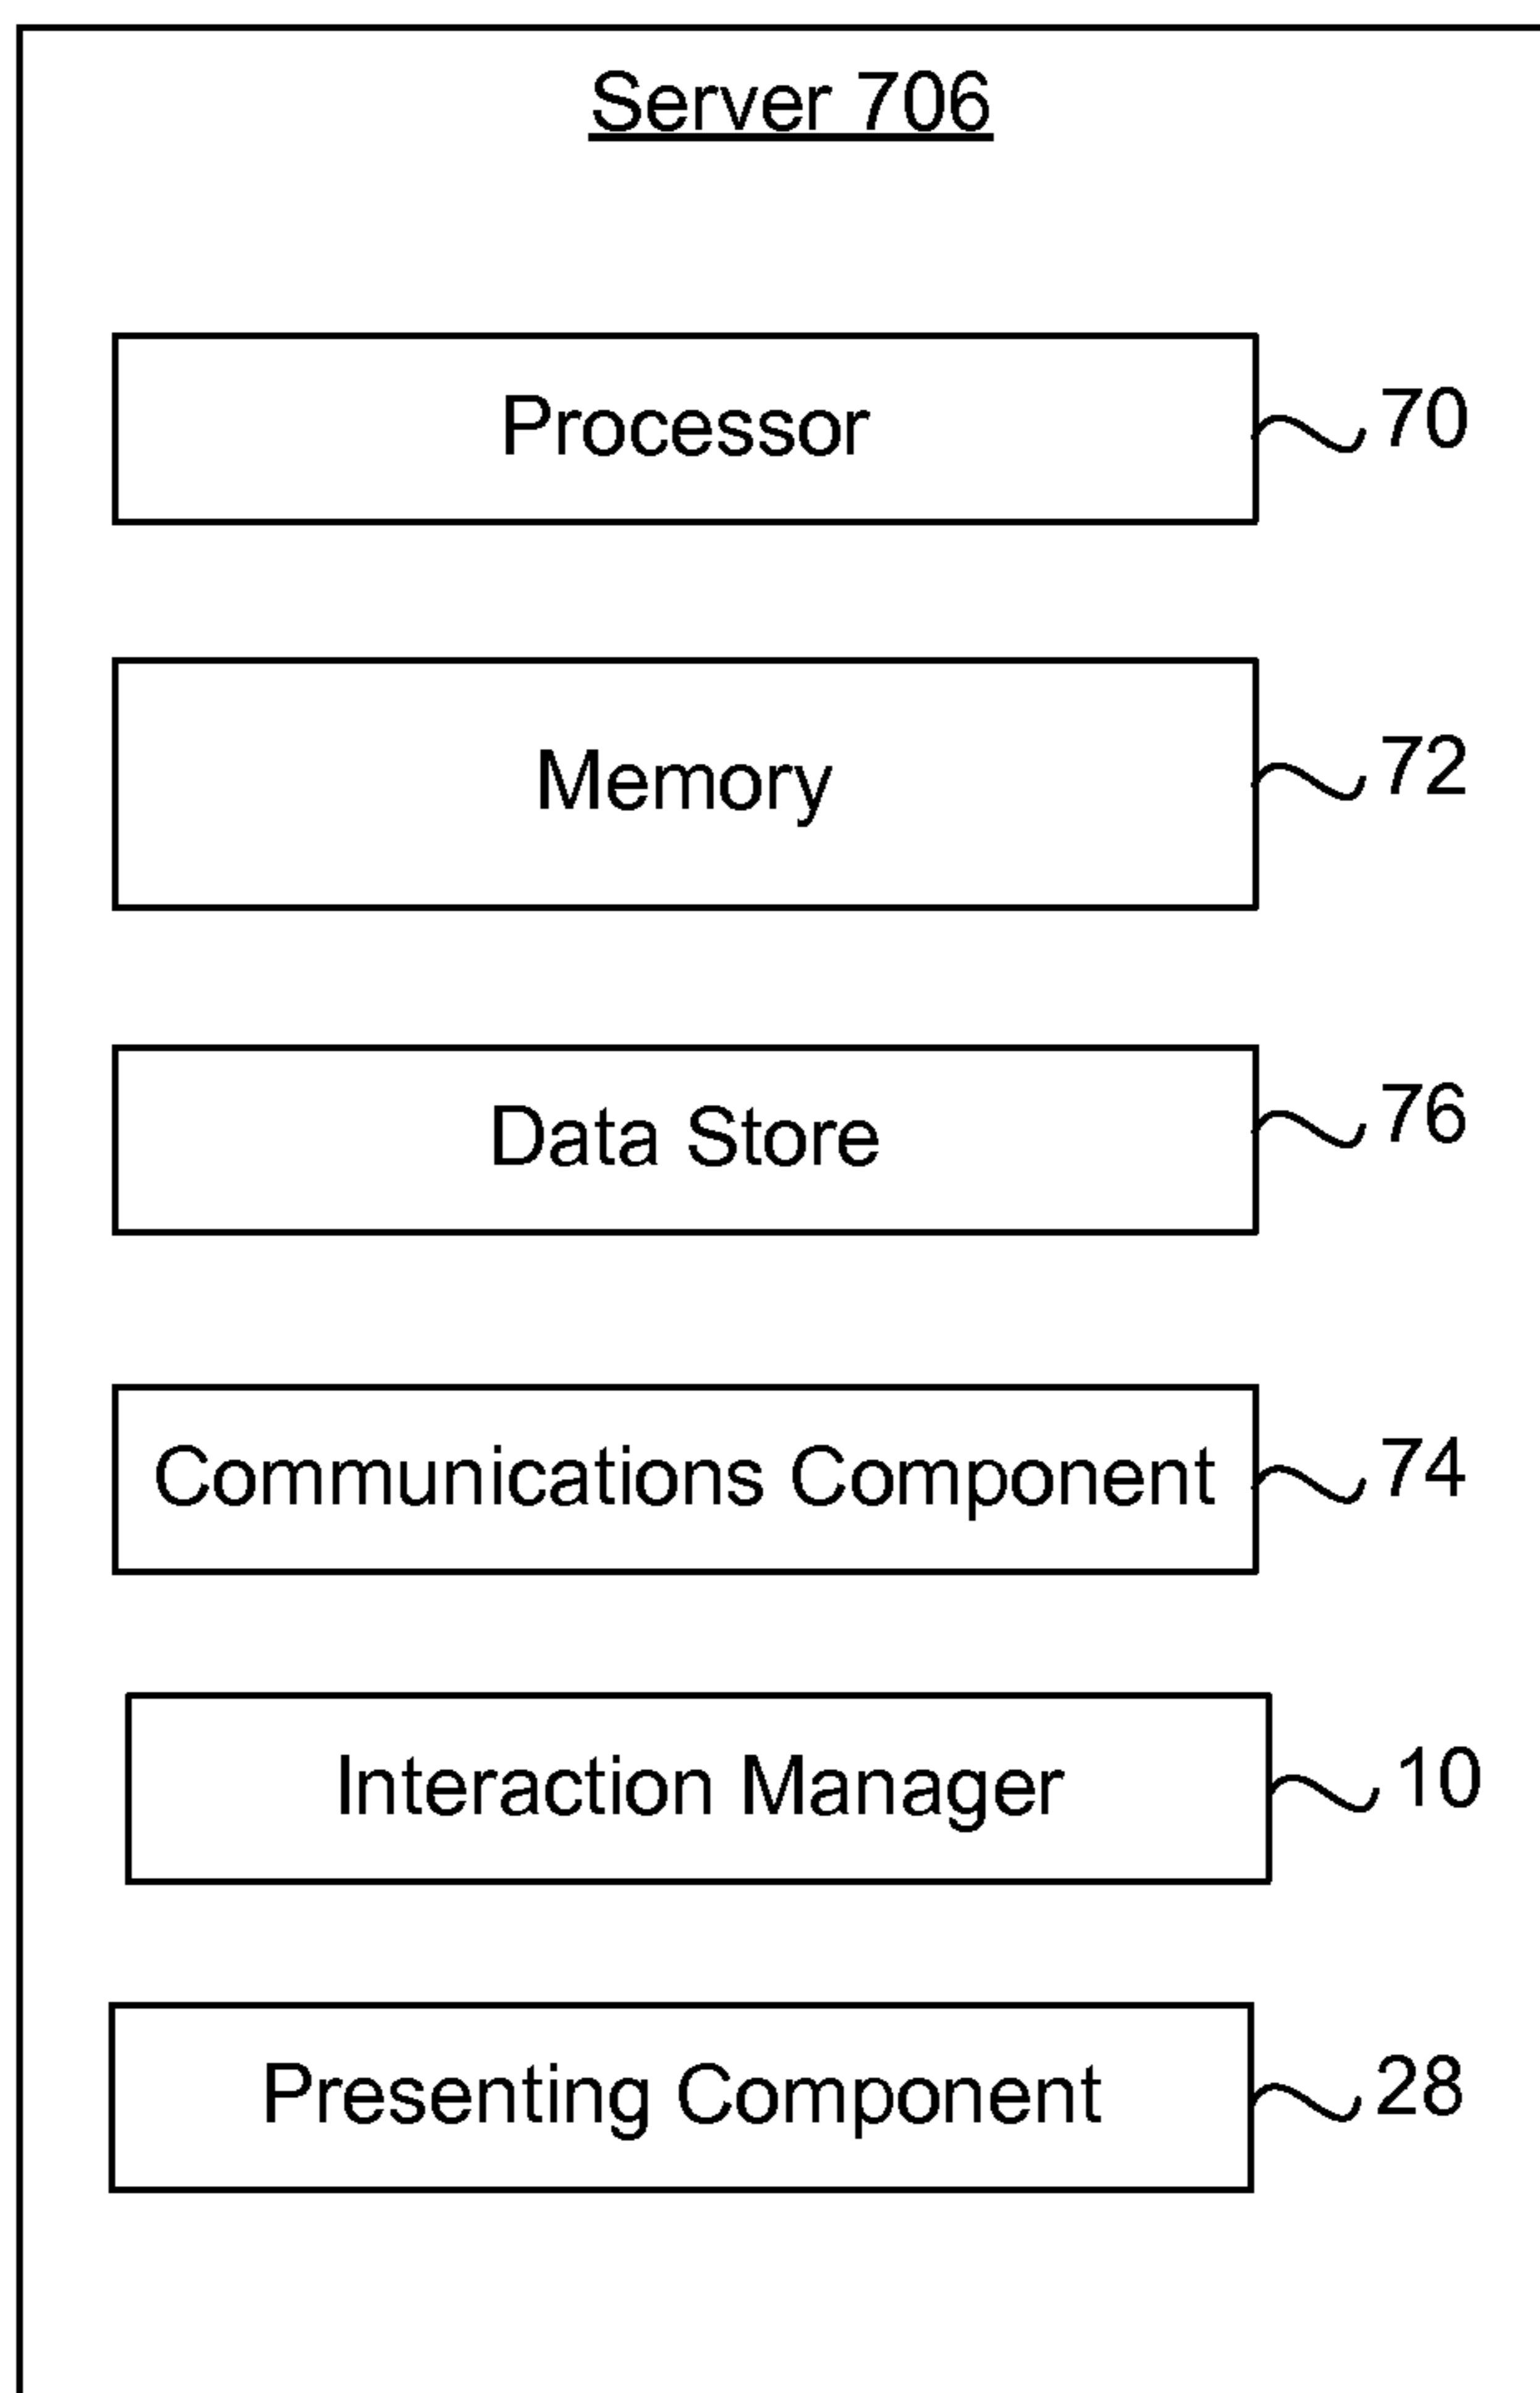 Server 706
Processor 70
Memory 72
Data Store 76
Communications Component 74
Interaction Manager 10
Presenting Component 28